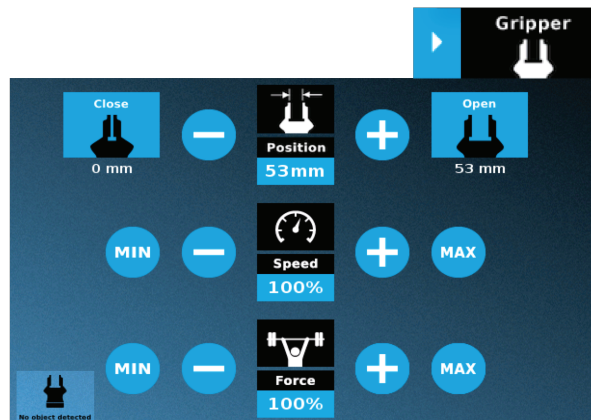 Gripper
Close
Open
Position
0 mm
53mm
53 mm
MIN
MAX
Speed
100%
MIN
MAX
Force
100%
No object detected